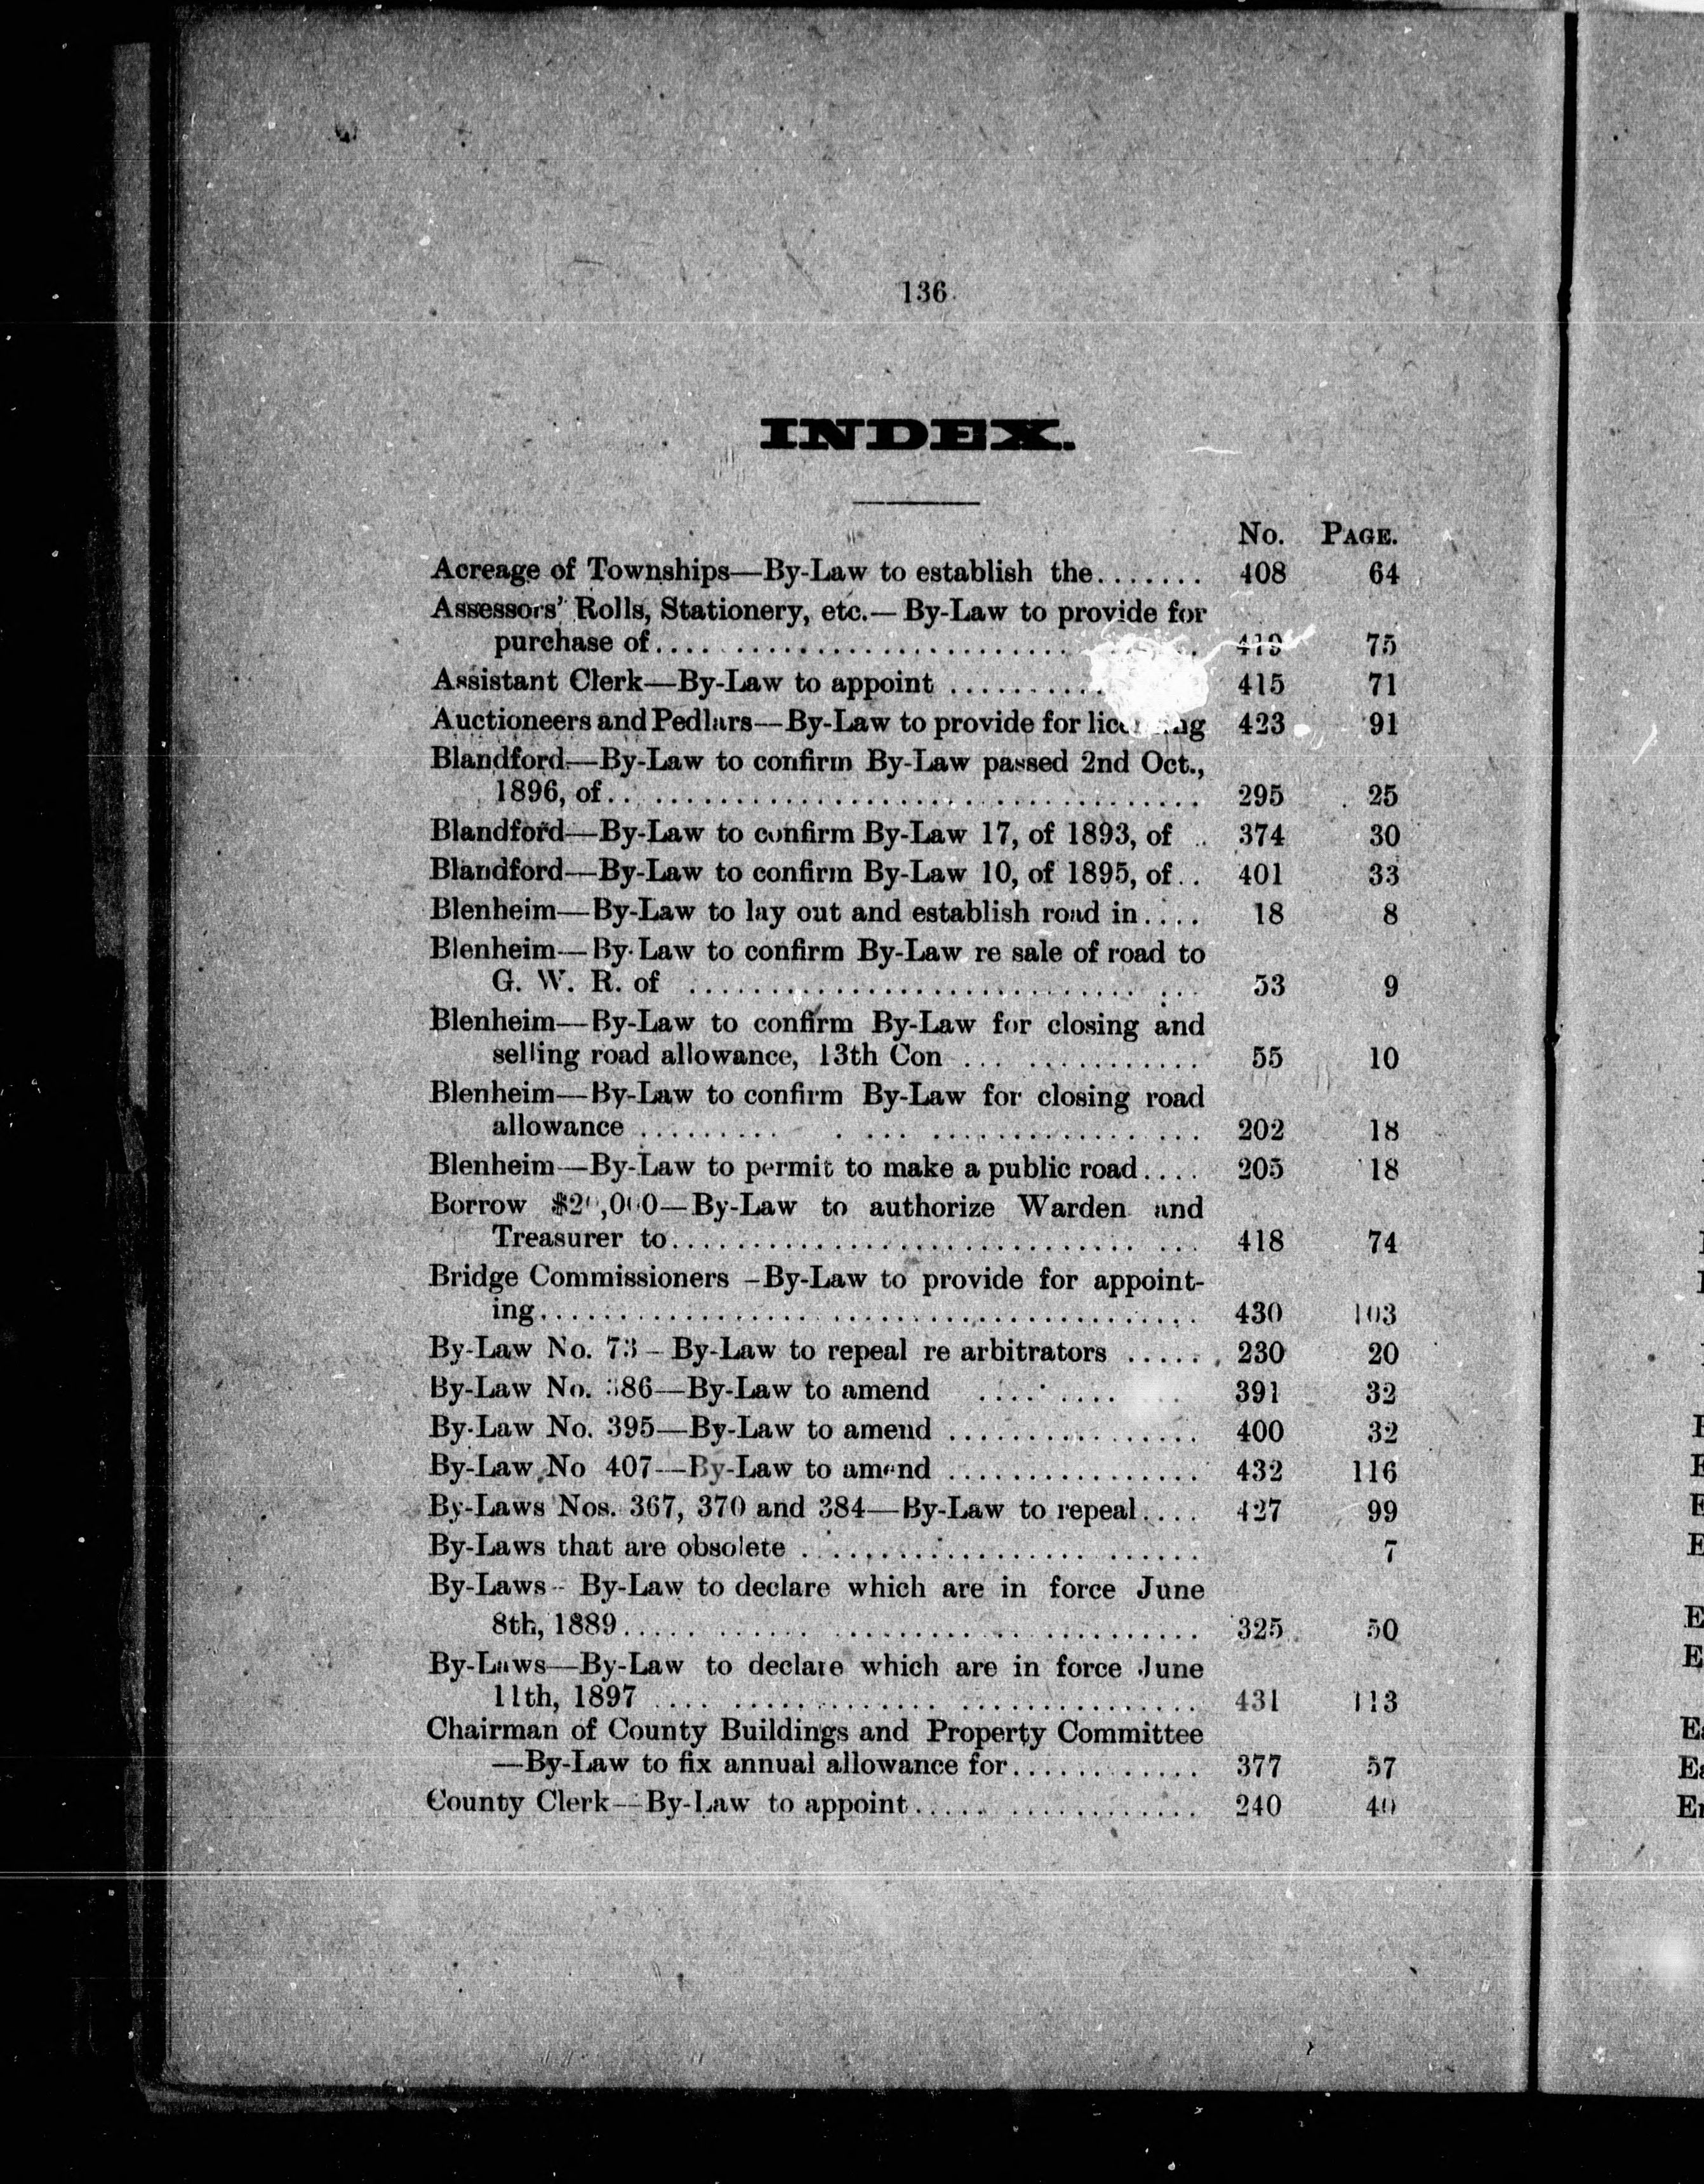 136
INDEX.
No. PAGE.
Acreage of Townships—By-Law to establish the........ 408 64
Assessors' Rolls, Stationery, etc.—By-Law to provide for
purchase of.................................. 419 75
Assistant Clerk—By-Law to appoint .......... 415 71
Auctioneers and Pedlars—By-Law to provide for 423 91
Blandford—By-Law to confirm By-Law passed 2nd Oct.,
1896, of.................................... 295 25
Blandford—By-Law to confirm By-Law 17, of 1893, of .. 374 30
Blandford—By-Law to confirm By-Law 10, of 1895, of.. 401 33
Blenheim—By-Law to lay out and establish road in.... 18 8
Blenheim—By-Law to confirm By-Law re sale of road to
G. W. R. of ............................... 53 9
Blenheim—By-Law to confirm By-Law for closing and
selling road allowance, 13th Con ............... 55 10
Blenheim—By-Law to confirm By-Law for closing road
allowance ............................... 202 18
Blenheim—By-Law to permit to make a public road.... 205 18
Borrow —By-Law to authorize Warden and
Treasurer to................................ 418 74
Bridge Commissioners –By-Law to provide for appoint-
ing........................................ 430 103
By-Law No. 73 – By-Law to repeal re arbitrators ..... 230 20
By-Law No. 386—By-Law to amend ......... 391 32
By-Law No. 395—By-Law to amend ................ 400 32
By-Law No 407—By-Law to amend ................ 432 116
By-Laws Nos. 367, 370 and 384—By-Law to repeal.... 427 99
By-Laws that are obsolete ........................ 7
By-Laws - By-Law to declare which are in force June
8th, 1889.................................. 325 50
By-Laws—By-Law to declare which are in force June
11th, 1897 ................................. 431 113
Chairman of County Buildings and Property Committee
—By-Law to fix annual allowance for............ 377 57
County Clerk—By-Law to appoint................. 240 40